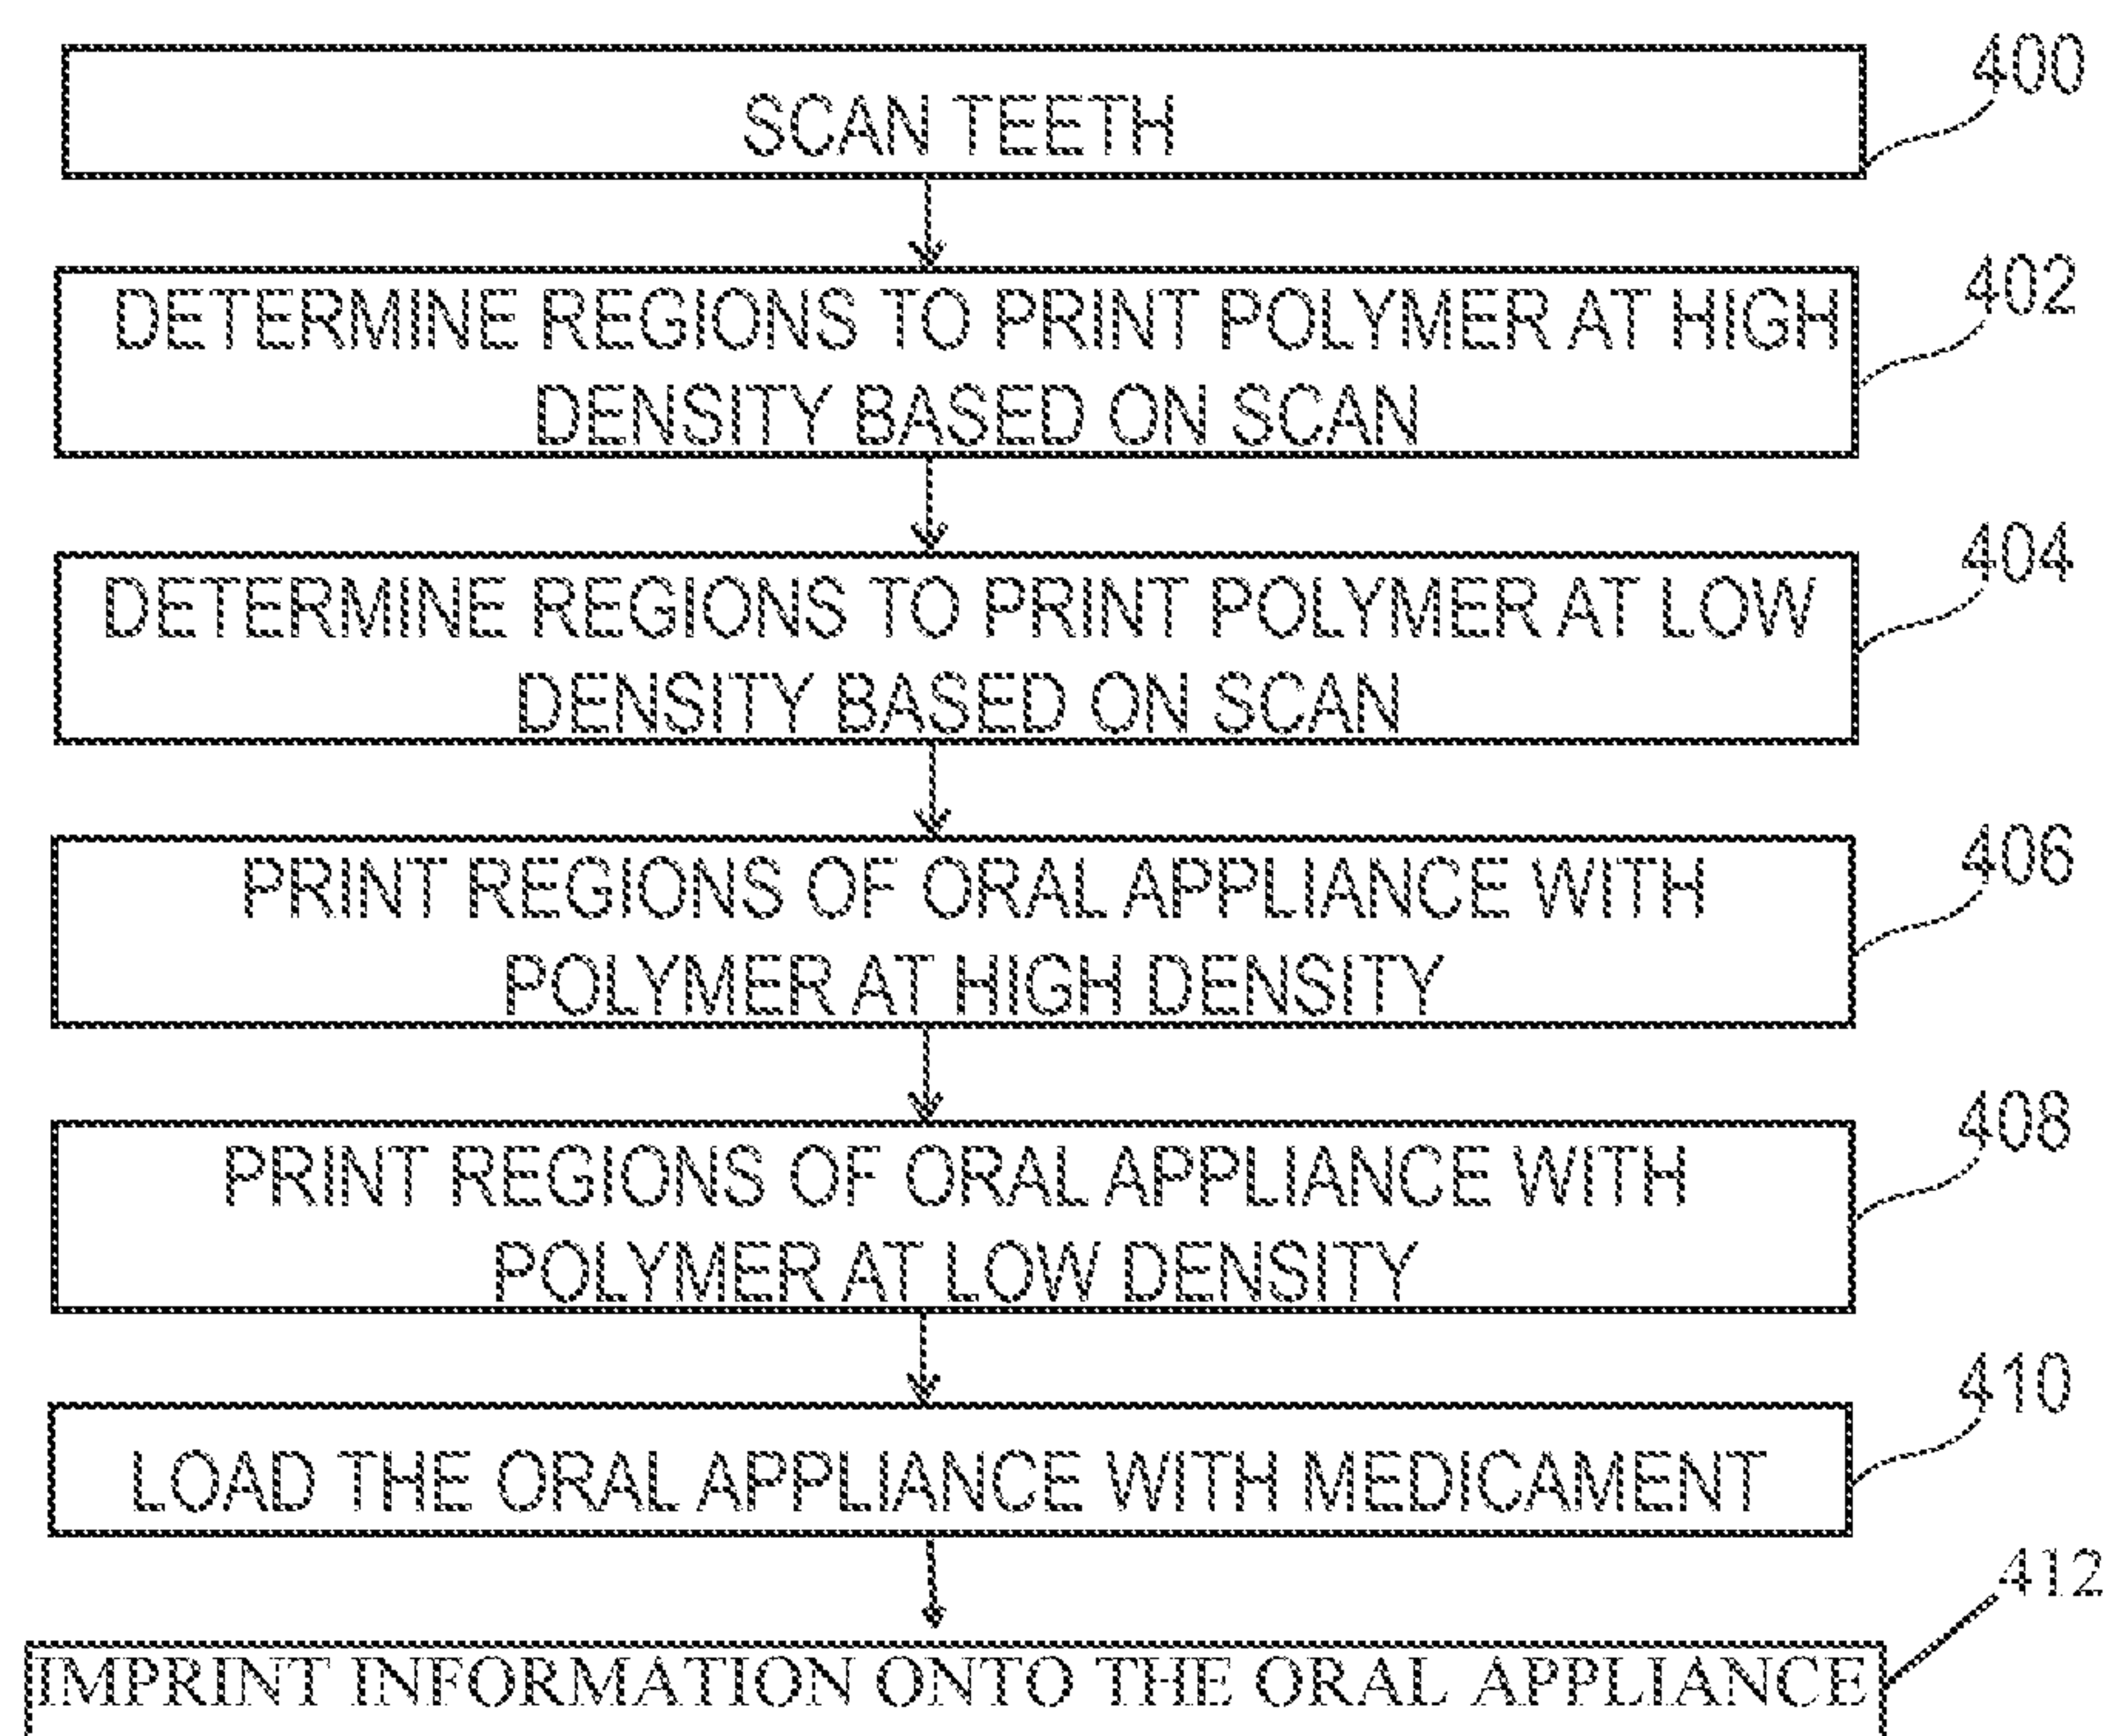 SCAN TEETH
400
DETERMINE REGIONS TO PRINT POLYMER AT HIGH
DENSITY BASED ON SCAN
402
DETERMINE REGIONS TO PRINT POLYMER AT LOW
DENSITY BASED ON SCAN
404
PRINT REGIONS OF ORAL APPLIANCE WITH
POLYMER AT HIGH DENSITY
406
PRINT REGIONS OF ORAL APPLIANCE WITH
POLYMER AT LOW DENSITY
408
LOAD THE ORAL APPLIANCE WITH MEDICAMENT
410
IMPRINT INFORMATION ONTO THE ORAL APPLIANCE
412